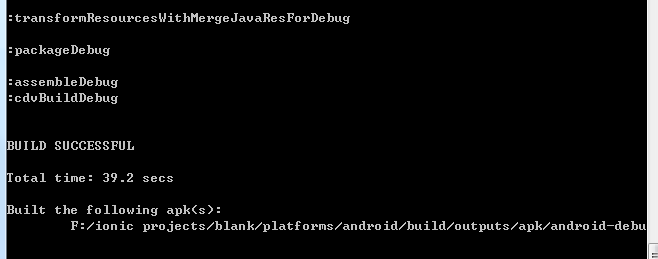 :transformResourcesWithMergeJavaResForDebug
:packageDebug
:assembleDebug
:cdvBuildDebug
BUILD SUCCESSFUL
Total time: 39.2 secs
Built the following apk(s):
F:/ionic projects/blank/platforms/android/build/outputs/apk/android-debu